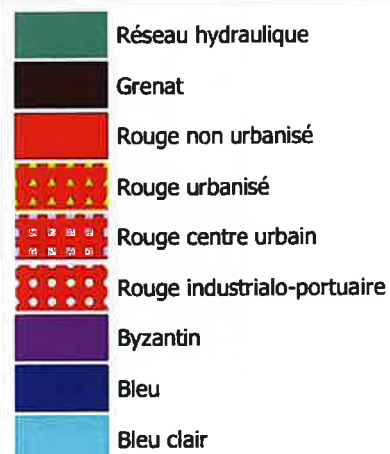 Réseau hydraulique
Grenat
Rouge non urbanisé
Rouge urbanisé
Rouge centre urbain
Rouge industrialo-portuaire
Byzantin
Bleu
Bleu clair